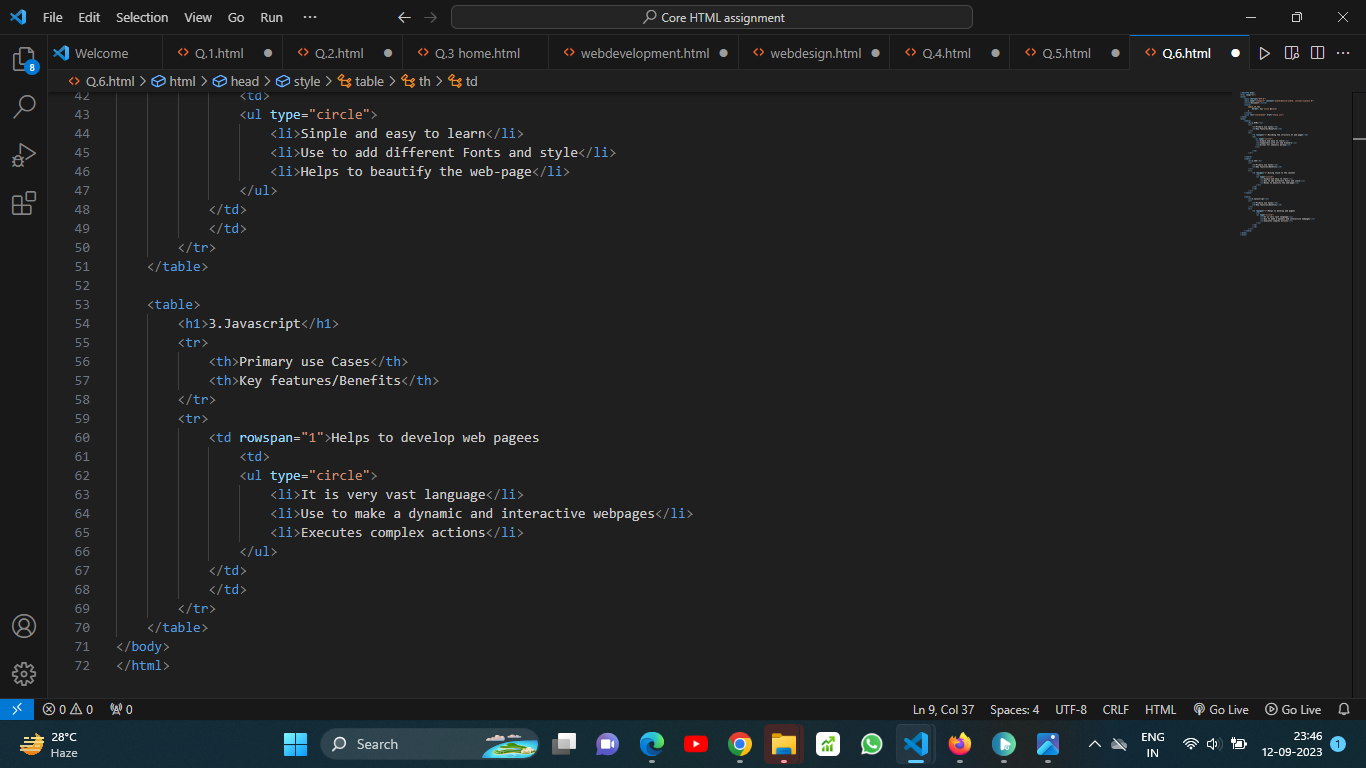 File Edit Selection View Go Run ··· Core HTML assignment
Welcome Q.1.html Q.2.html Q.3 home.html webdevelopment.html webdesign.html Q.4.html Q.5.html Q.6.html
Q.6.html > html > head > style > table > th > td
8
42 <td>
43 <ul type="circle">
44 <li>Sinple and easy to learn</li>
45 <li>Use to add different Fonts and style</li>
46 <li>Helps to beautify the web-page</li>
47 </ul>
48 </td>
49 </td>
50 </tr>
51 </table>
52
53 <table>
54 <h1>3.Javascript</h1>
55 <tr>
56 <th>Primary use Cases</th>
57 <th>Key features/Benefits</th>
58 </tr>
59 <tr>
60 <td rowspan="1">Helps to develop web pagees
61 <td>
62 <ul type="circle">
63 <li>It is very vast language</li>
64 <li>Use to make a dynamic and interactive webpages</li>
65 <li>Executes complex actions</li>
66 </ul>
67 </td>
68 </td>
69 </tr>
70 </table>
71 </body>
72 </html>
0 0 0 Ln 9, Col 37 Spaces: 4 UTF-8 CRLF HTML Go Live Go Live
28°C
Haze
Search
ENG
IN
23:46
12-09-2023
1